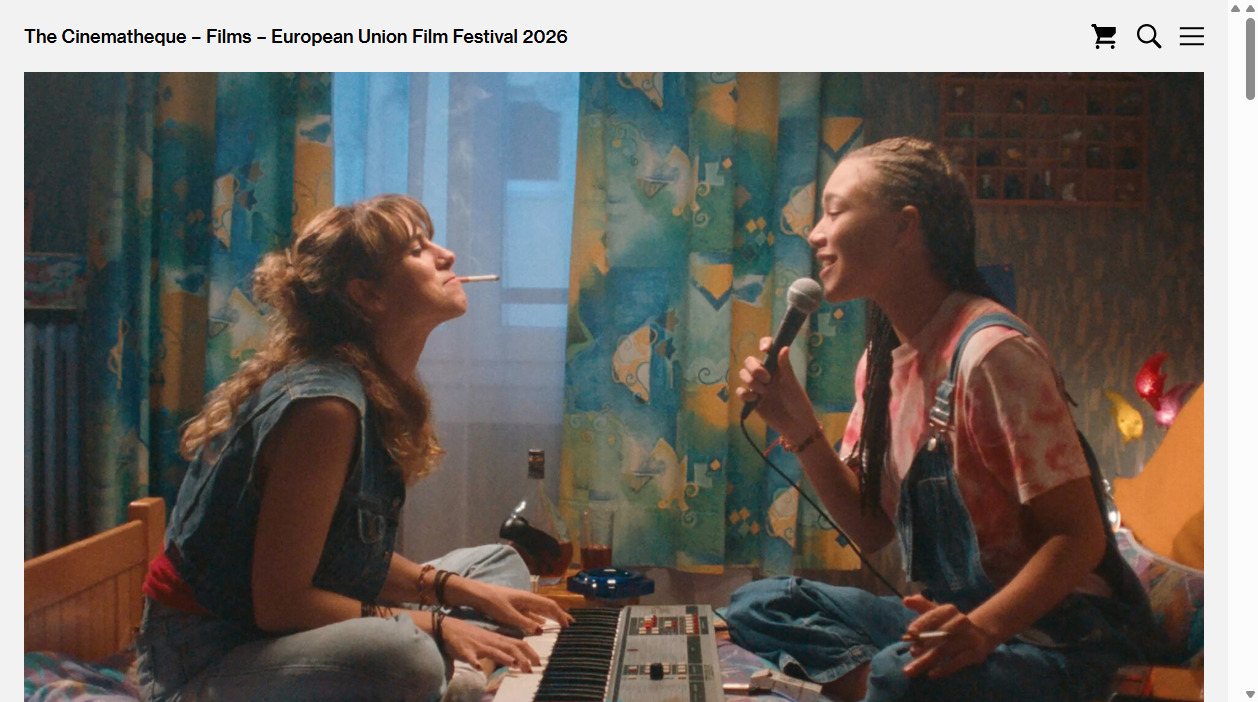 The Cinematheque – Films – European Union Film Festival 2026